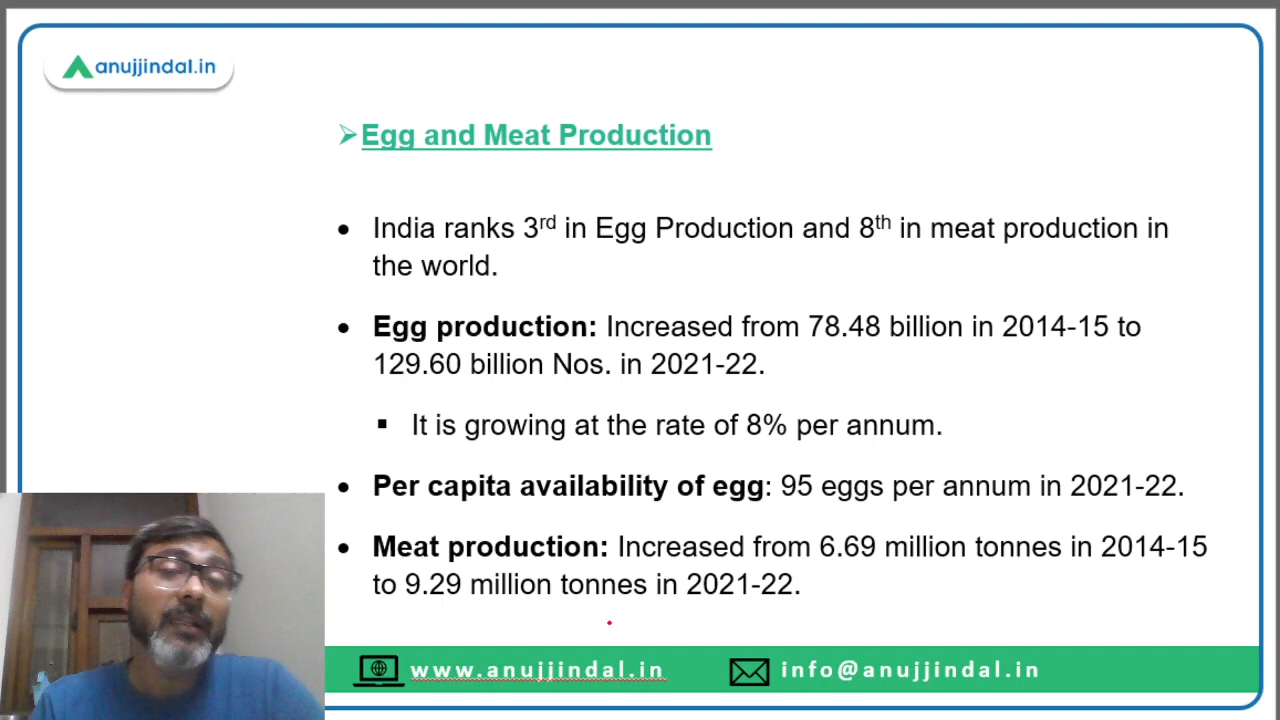 anujjindal.in
➢Egg and Meat Production
• India ranks 3rd in Egg Production and 8th in meat production in
the world.
• Egg production: Increased from 78.48 billion in 2014-15 to
129.60 billion Nos. in 2021-22.
▪ It is growing at the rate of 8% per annum.
• Per capita availability of egg: 95 eggs per annum in 2021-22.
• Meat production: Increased from 6.69 million tonnes in 2014-15
to 9.29 million tonnes in 2021-22.
www.anujjindal.in info@anujjindal.in